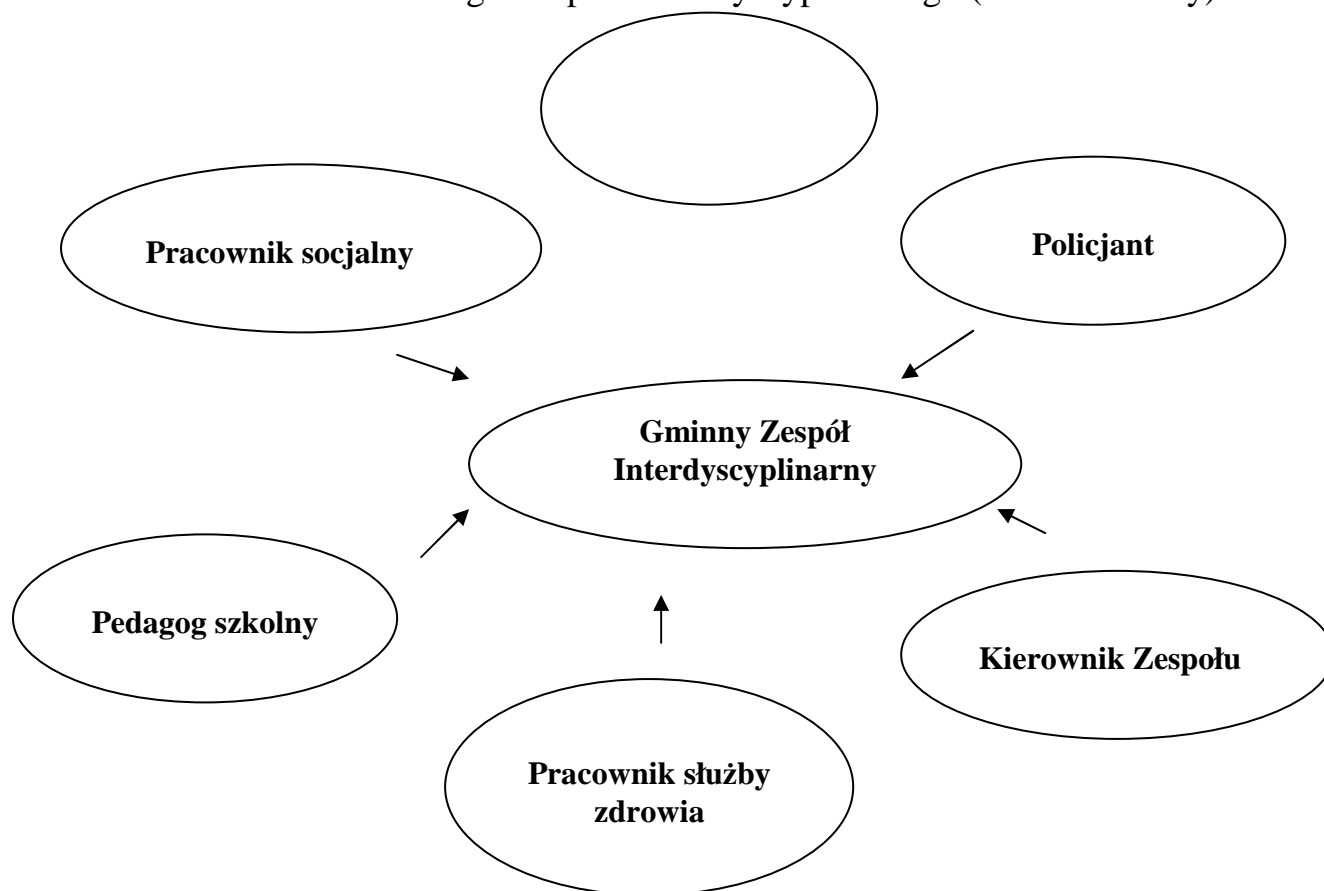 Pracownik socjalny
Policjant
Gminny Zespół
Interdyscyplinarny
Pedagog szkolny
Kierownik Zespołu
Pracownik służby
zdrowia